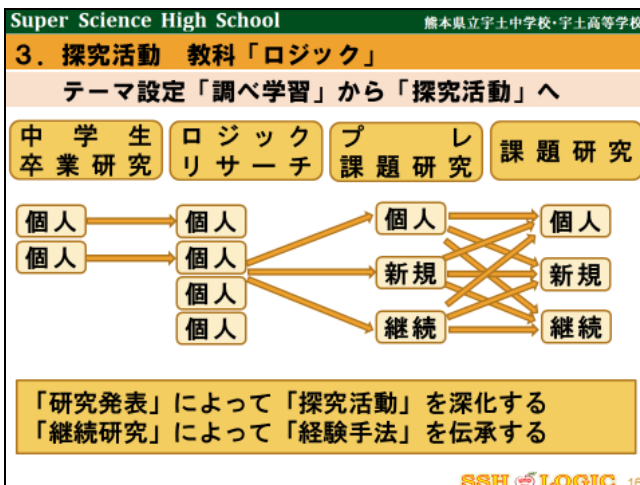 Super Science High School
熊本県立宇土中学校・宇土高等学校
3．探究活動　教科「ロジック」
テーマ設定「調べ学習」から「探究活動」へ
中学生
卒業研究
ロジック
リサーチ
プレ
課題研究
課題研究
個人
個人
個人
個人
個人
個人
新規
継続
個人
新規
継続
「研究発表」によって「探究活動」を深化する
「継続研究」によって「経験手法」を伝承する
SSH LOGIC 16